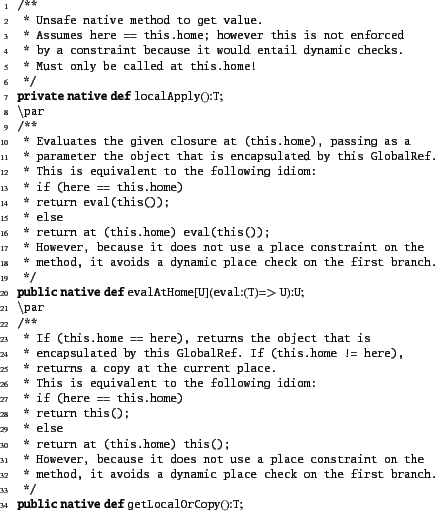 1 /**
2 * Unsafe native method to get value.
3 * Assumes here == this.home; however this is not enforced
4 * by a constraint because it would entail dynamic checks.
5 * Must only be called at this.home!
6 */
7 private native def localApply():T;
8 \par
9 /**
10 * Evaluates the given closure at (this.home), passing as a
11 * parameter the object that is encapsulated by this GlobalRef.
12 * This is equivalent to the following idiom:
13 * if (here == this.home)
14 * return eval(this());
15 * else
16 * return at (this.home) eval(this());
17 * However, because it does not use a place constraint on the
18 * method, it avoids a dynamic place check on the first branch.
19 */
20 public native def evalAtHome[U](eval:(T)=> U):U;
21 \par
22 /**
23 * If (this.home == here), returns the object that is
24 * encapsulated by this GlobalRef. If (this.home != here),
25 * returns a copy at the current place.
26 * This is equivalent to the following idiom:
27 * if (here == this.home)
28 * return this();
29 * else
30 * return at (this.home) this();
31 * However, because it does not use a place constraint on the
32 * method, it avoids a dynamic place check on the first branch.
33 */
34 public native def getLocalOrCopy():T;